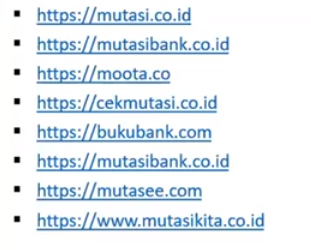 ▪ https://mutasi.co.id
▪ https://mutasibank.co.id
▪ https://moota.co
▪ https://cekmutasi.co.id
▪ https://bukubank.com
▪ https://mutasibank.co.id
▪ https://mutasee.com
▪ https://www.mutasikita.co.id